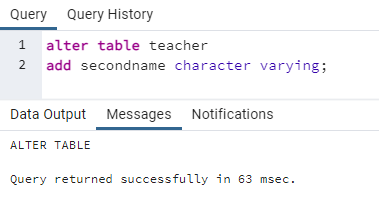 Query Query History
1 alter table teacher
2 add secondname character varying;
Data Output Messages Notifications
ALTER TABLE
Query returned successfully in 63 msec.